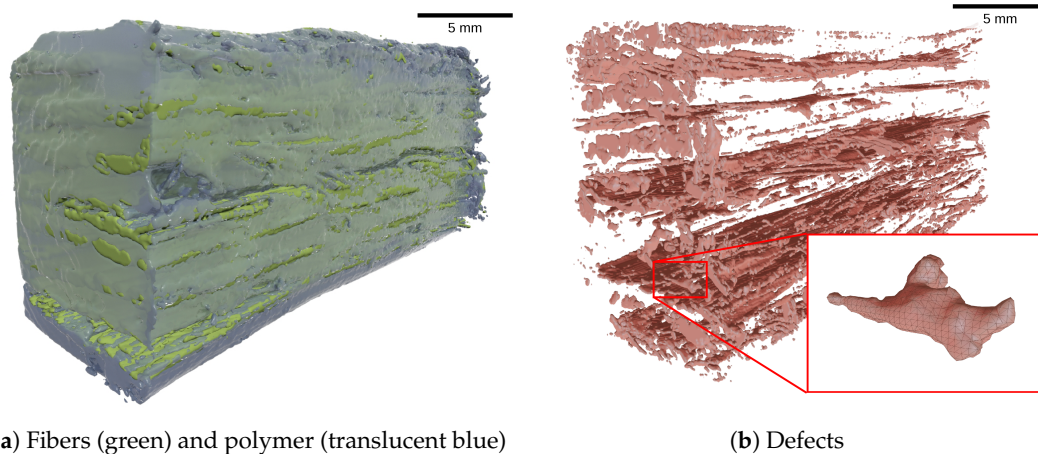 5 mm
5 mm
a) Fibers (green) and polymer (translucent blue)
(b) Defects